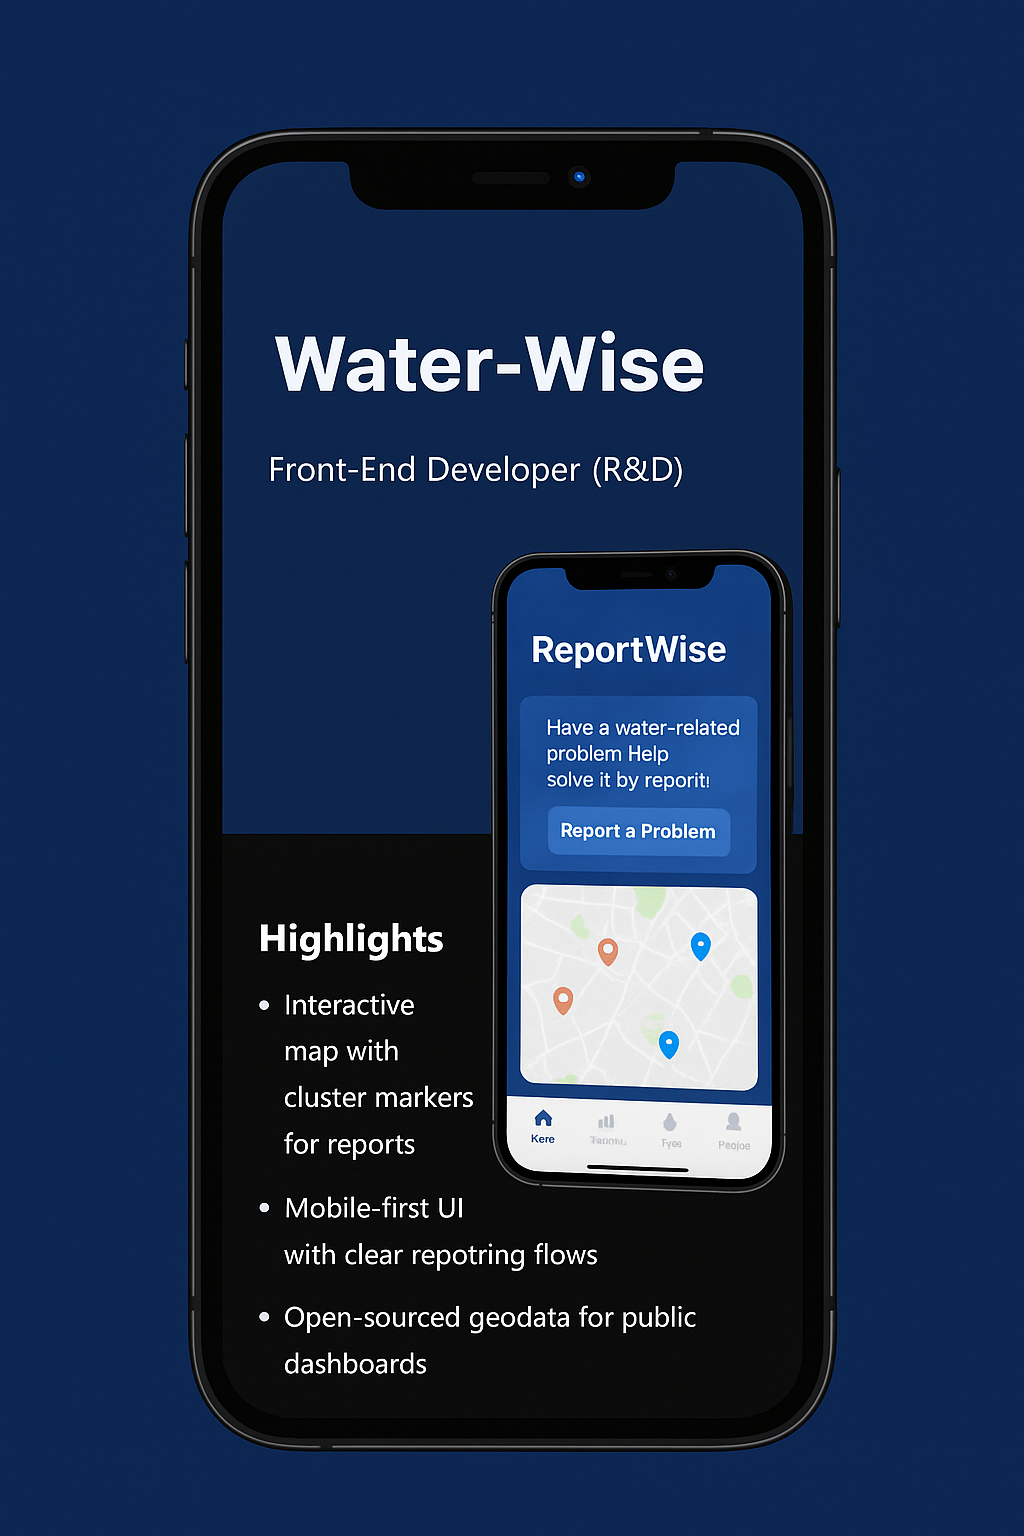 Water-Wise
Front-End Developer (R&D)
ReportWise
Have a water-related
problem Help
solve it by reporit!
Report a Problem
Kere
Fyee
Peojoe
Highlights
• Interactive
map with
cluster markers
for reports
• Mobile-first UI
with clear repotring flows
• Open-sourced geodata for public
dashboards